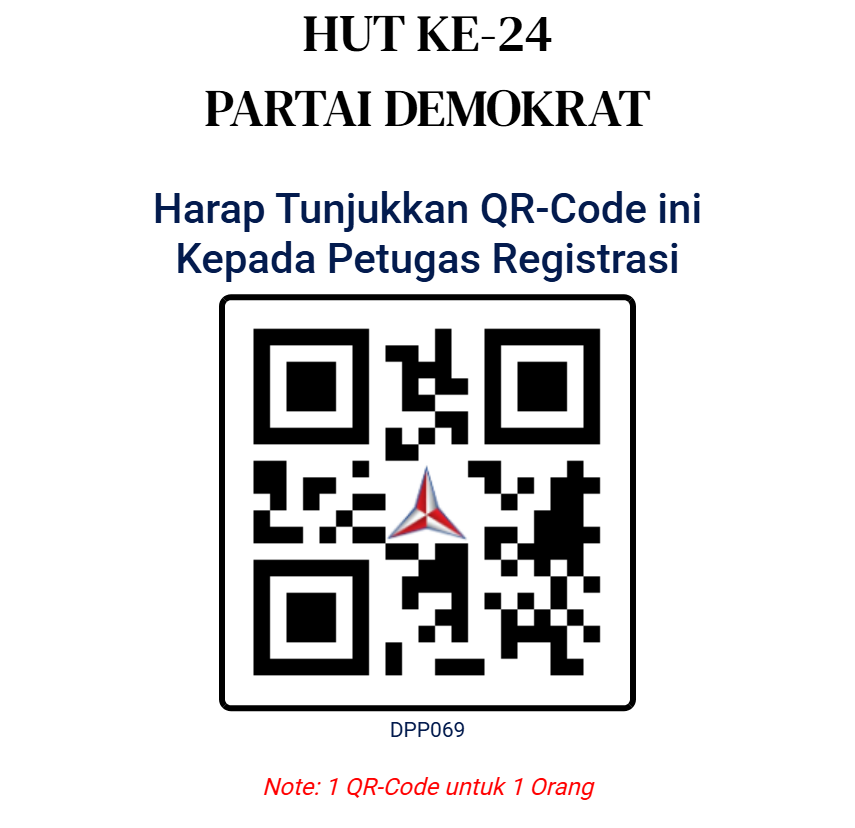 HUT KE-24
PARTAI DEMOKRAT
Harap Tunjukkan QR-Code ini
Kepada Petugas Registrasi
DPP069
Note: 1 QR-Code untuk 1 Orang